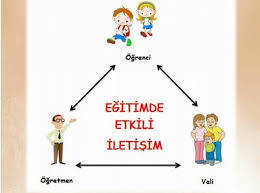 Öğrenci
EĞİTİMDE
ETKİLİ
İLETİŞİM
Öğretmen
Veli